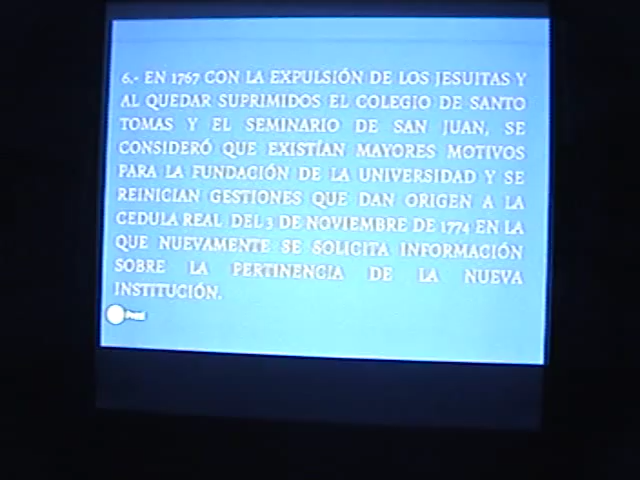 6.- EN 1767 CON LA EXPULSIÓN DE LOS JESUITAS Y
AL QUEDAR SUPRIMIDOS EL COLEGIO DE SANTO
TOMAS Y EL SEMINARIO DE SAN JUAN, SE
CONSIDERÓ QUE EXISTÍAN MAYORES MOTIVOS
PARA LA FUNDACIÓN DE LA UNIVERSIDAD Y SE
REINICIAN GESTIONES QUE DAN ORIGEN A LA
CEDULA REAL DEL 3 DE NOVIEMBRE DE 1774 EN LA
QUE NUEVAMENTE SE SOLICITA INFORMACIÓN
SOBRE LA PERTINENCIA DE LA NUEVA
INSTITUCIÓN.
Prezi